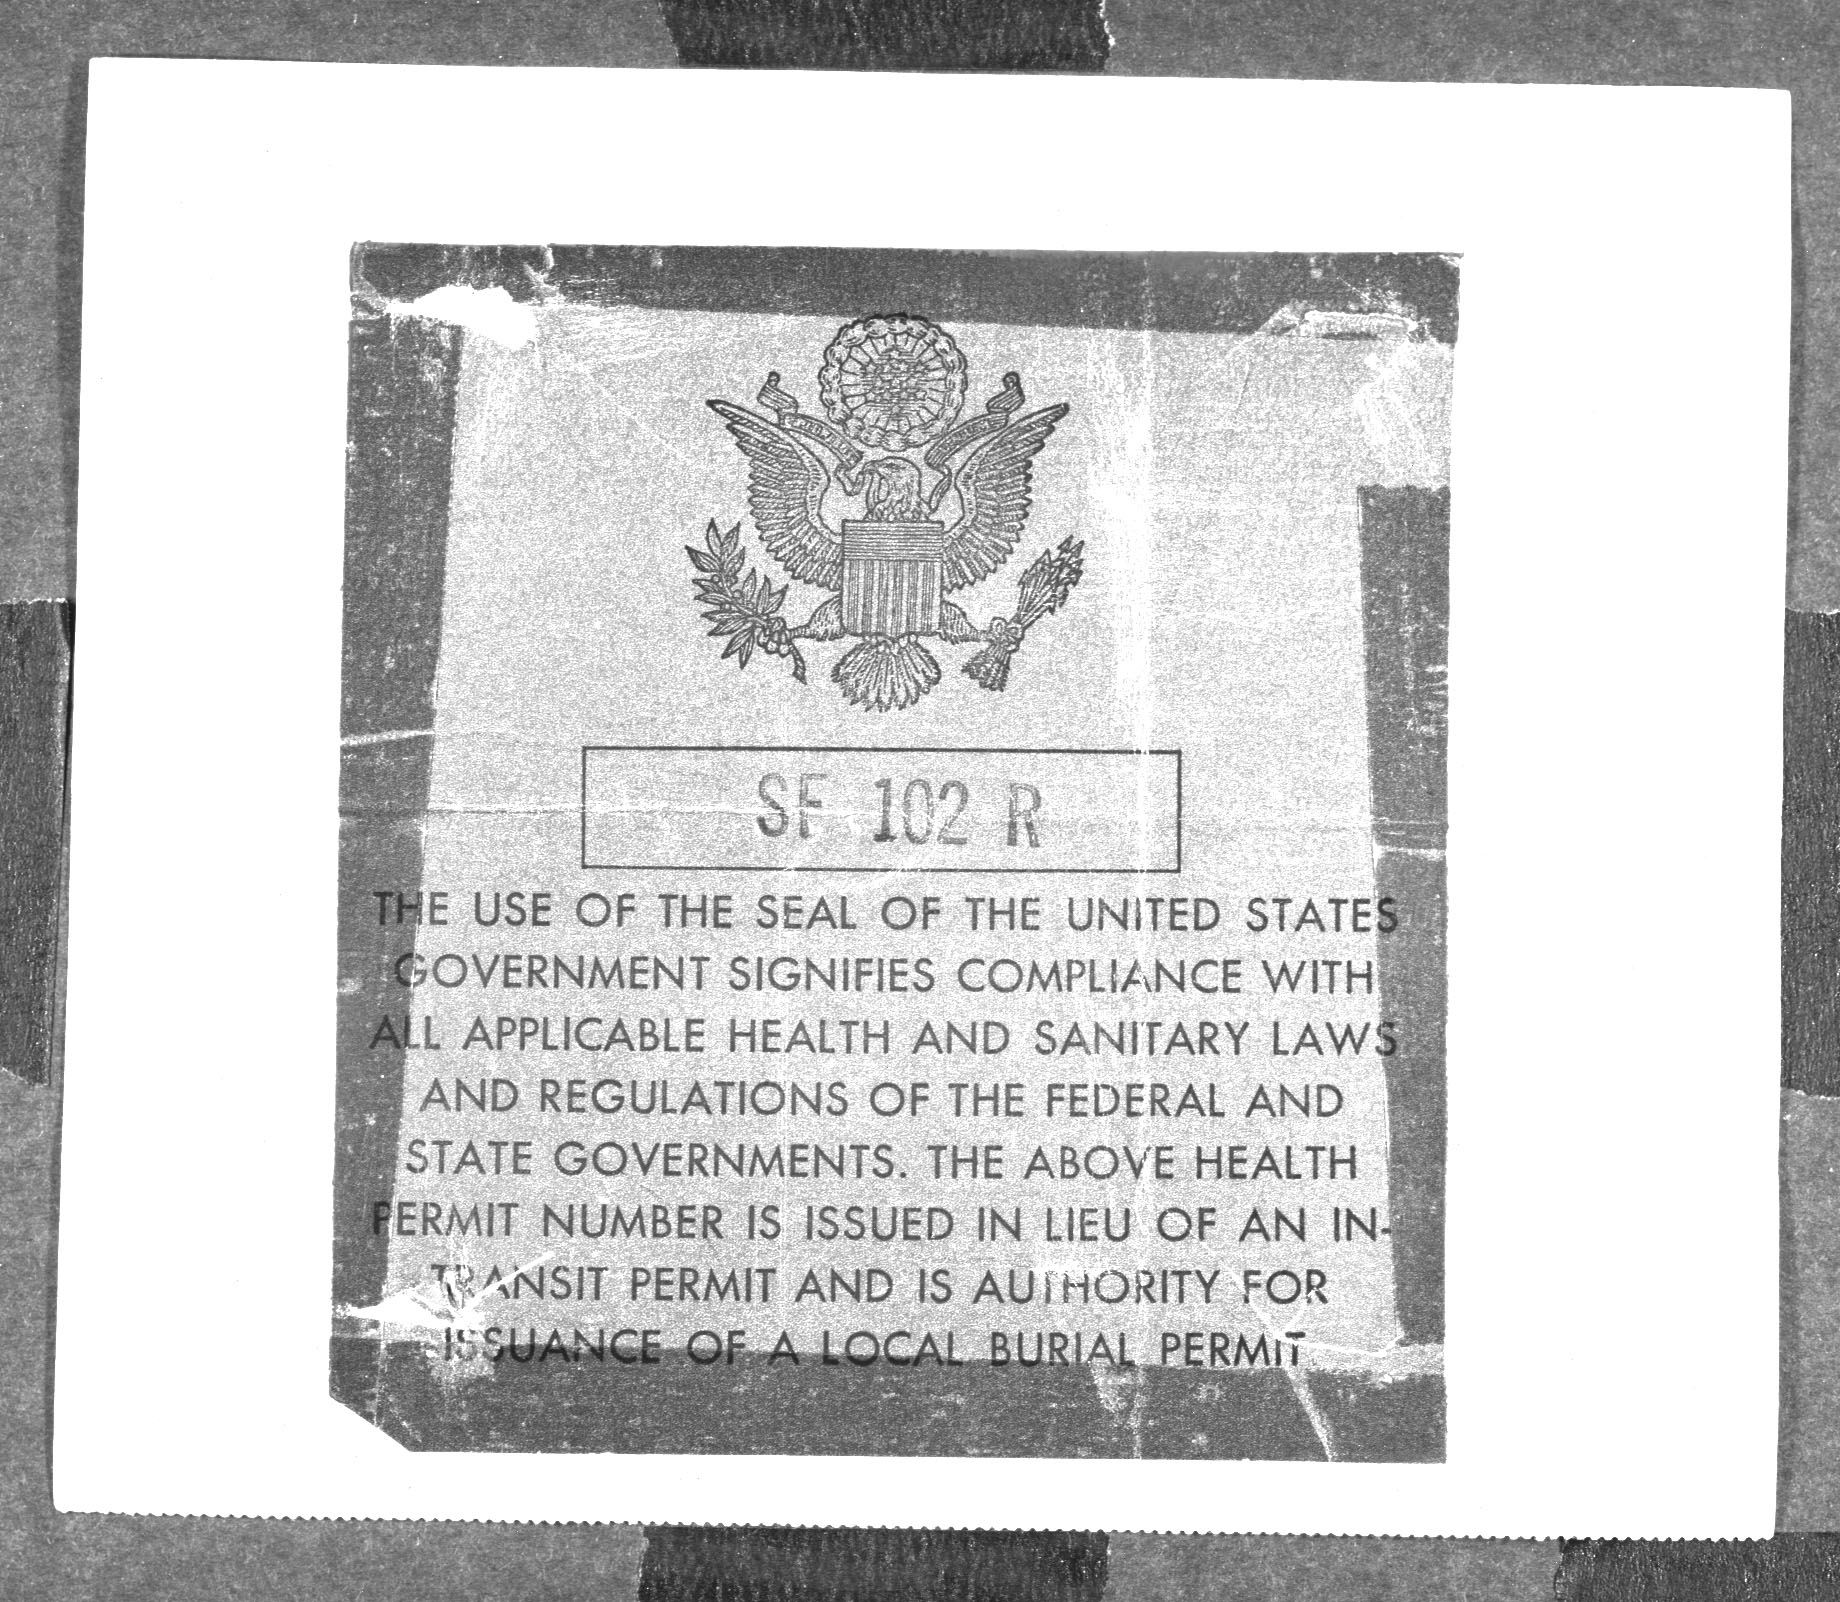 SF 102 R
THE USE OF THE SEAL OF THE UNITED STATES
GOVERNMENT SIGNIFIES COMPLIANCE WITH
ALL APPLICABLE HEALTH AND SANITARY LAWS
AND REGULATIONS OF THE FEDERAL AND
STATE GOVERNMENTS. THE ABOVE HEALTH
PERMIT NUMBER IS ISSUED IN LIEU OF AN IN-
TRANSIT PERMIT AND IS AUTHORITY FOR
ISSUANCE OF A LOCAL BURIAL PERMIT